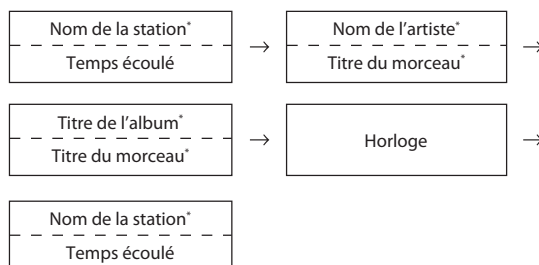 Nom de la station*
Temps écoulé
→
Nom de l'artiste*
Titre du morceau*
→
Titre de l'album*
Titre du morceau*
→
Horloge
→
Nom de la station*
Temps écoulé